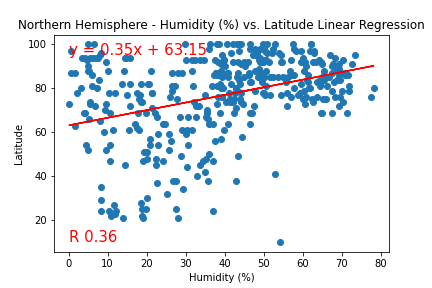 Northern Hemisphere - Humidity (%) vs. Latitude Linear Regression
y = 0.35x + 63.15
R 0.36
Latitude
100
80
60
40
20
0 10 20 30 40 50 60 70 80
Humidity (%)